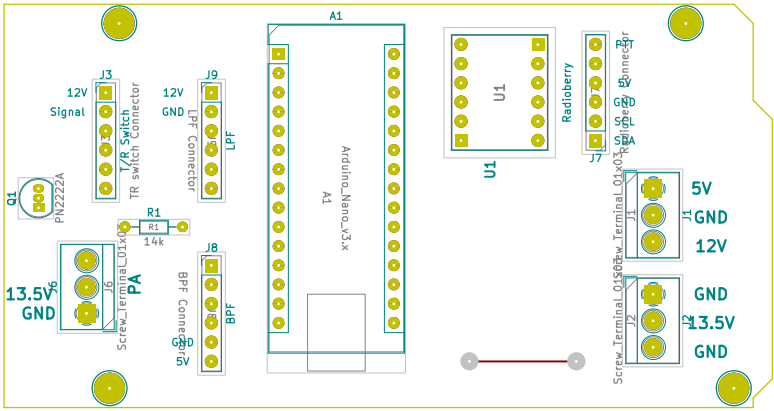 A1
J3
12V
Signal
T/R Switch
TR switch Connector
J9
12V
GND
LPF
LPF Connector
Arduino_Nano_v3.x
A1
U1
U1
Radioberry
PTT
5V
GND
SCL
SDA
J7
Radioberry Connector
Q1
PN2222A
R1
R1
14k
J6
J6
PA
13.5V
GND
Screw_Terminal_01x03
J8
BPF
BPF Connector
GND
5V
J1
J1
5V
GND
12V
Screw_Terminal_01x03
J2
J2
GND
13.5V
GND
Screw_Terminal_01x03